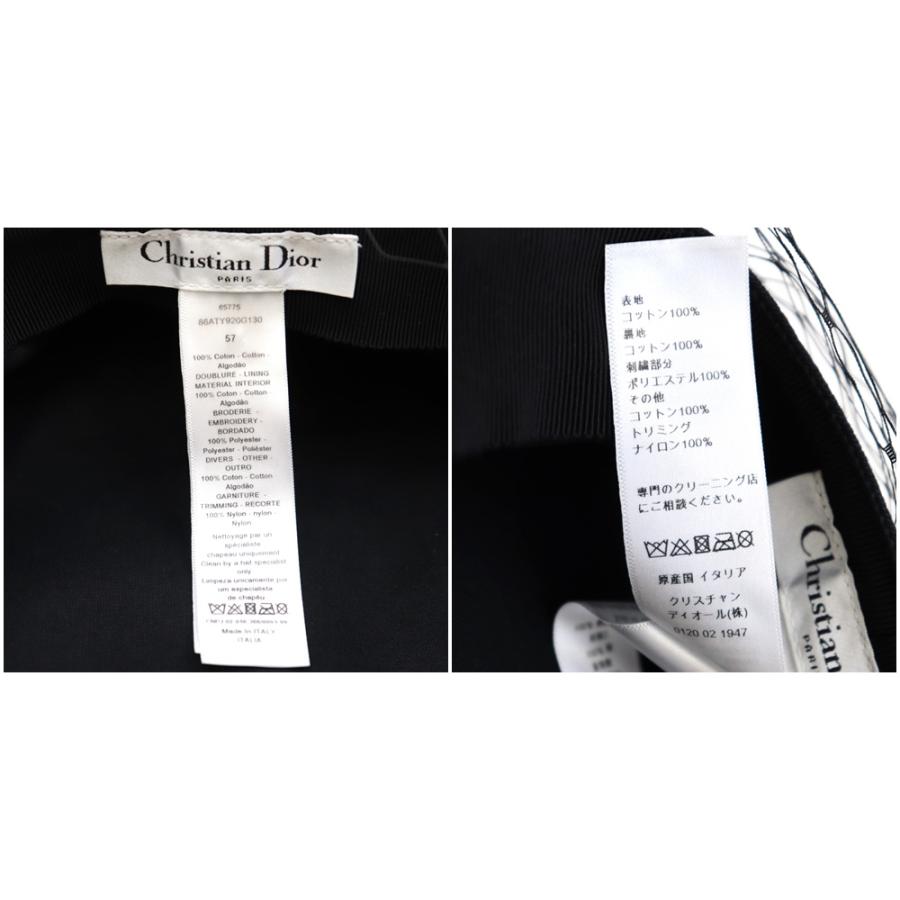 Christian Dior
PARIS
65775
86ATY920G130
57
100% Coton - Cotton -
Algodão
DOUBLURE - LINING
MATERIAL INTERIOR
100% Coton - Cotton -
Algodão
BRODERIE -
EMBROIDERY -
BORDADO
100% Polyester -
Polyester - Poliéster
DIVERS - OTHER -
OUTRO
100% Coton - Cotton
Algodão
GARNITURE -
TRIMMING - RECORTE
100% Nylon - nylon -
Nylon
Nettoyage par un
spécialiste
chapeau uniquement
Clean by a hat specialist
only
Limpeza unicamente por
um especialista
de chapéu
Made in ITALY
ITALIA
表地
コットン100%
裏地
コットン100%
刺繍部分
ポリエステル100%
その他
コットン100%
トリミング
ナイロン100%
専門のクリーニング店
にご相談ください。
原産国 イタリア
クリスチャン
ディオール(株)
0120 02 1947
Christian
PARIS